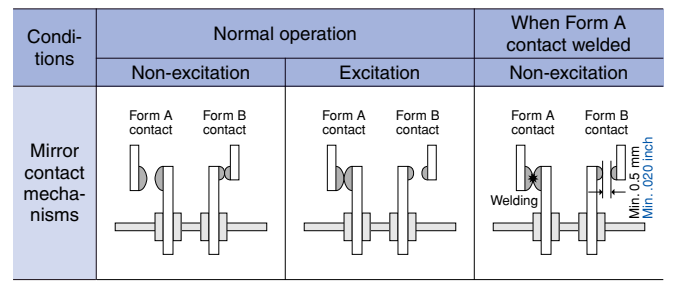 Condi-
tions
Normal operation
When Form A
contact welded
Non-excitation
Excitation
Non-excitation
Mirror
contact
mecha-
nisms
Form A
contact
Form B
contact
Form A
contact
Form B
contact
Form A
contact
Form B
contact
Welding
Min. 0.5 mm
Min. .020 inch